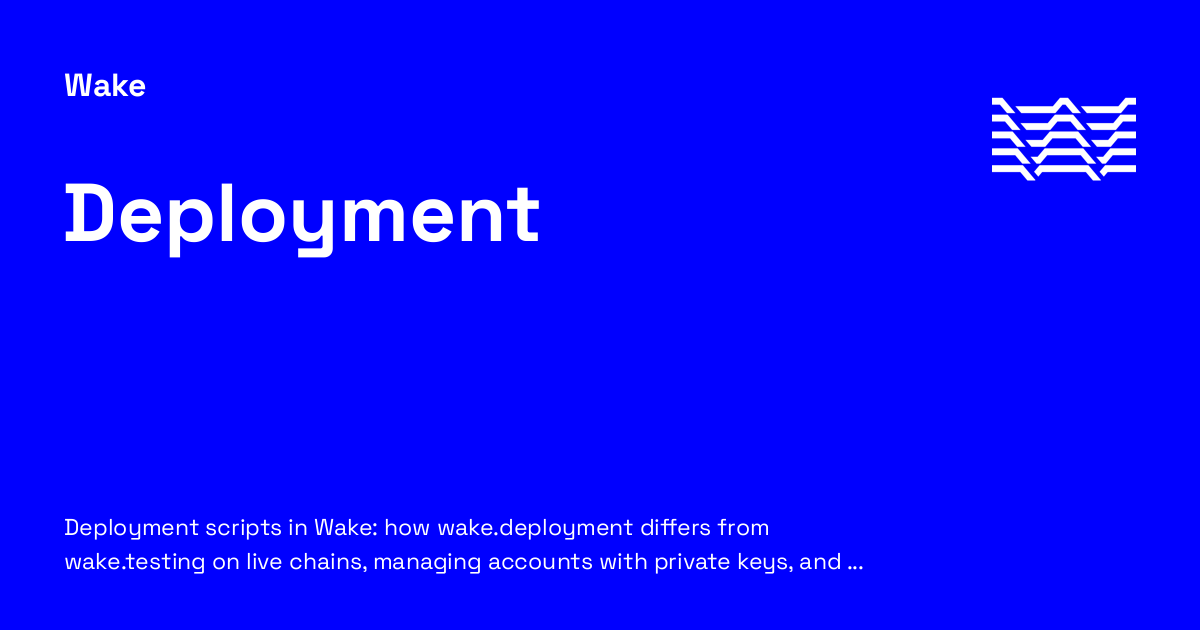 Wake
Deployment
Deployment scripts in Wake: how wake.deployment differs from
wake.testing on live chains, managing accounts with private keys, and ...